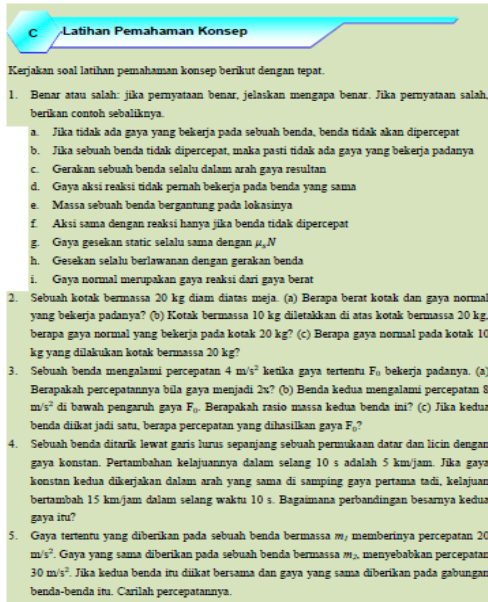 C
Latihan Pemahaman Konsep
Kerjakan soal latihan pemahaman konsep berikut dengan tepat.
1. Benar atau salah: jika pernyataan benar, jelaskan mengapa benar. Jika pernyataan salah,
berikan contoh sebaliknya.
a. Jika tidak ada gaya yang bekerja pada sebuah benda, benda tidak akan dipercepat
b. Jika sebuah benda tidak dipercepat, maka pasti tidak ada gaya yang bekerja padanya
c. Gerakan sebuah benda selalu dalam arah gaya resultan
d. Gaya aksi reaksi tidak pernah bekerja pada benda yang sama
e. Massa sebuah benda bergantung pada lokasinya
f. Aksi sama dengan reaksi hanya jika benda tidak dipercepat
g. Gaya gesekan static selalu sama dengan μₛN
h. Gesekan selalu berlawanan dengan gerakan benda
i. Gaya normal merupakan gaya reaksi dari gaya berat
2. Sebuah kotak bermassa 20 kg diam diatas meja. (a) Berapa berat kotak dan gaya normal
yang bekerja padanya? (b) Kotak bermassa 10 kg diletakkan di atas kotak bermassa 20 kg,
berapa gaya normal yang bekerja pada kotak 20 kg? (c) Berapa gaya normal pada kotak 10
kg yang dilakukan kotak bermassa 20 kg?
3. Sebuah benda mengalami percepatan 4 m/s² ketika gaya tertentu F₀ bekerja padanya. (a)
Berapakah percepatannya bila gaya menjadi 2x? (b) Benda kedua mengalami percepatan 8
m/s² di bawah pengaruh gaya F₀. Berapakah rasio massa kedua benda ini? (c) Jika kedua
benda diikat jadi satu, berapa percepatan yang dihasilkan gaya F₀?
4. Sebuah benda ditarik lewat garis lurus sepanjang sebuah permukaan datar dan licin dengan
gaya konstan. Pertambahan kelajuannya dalam selang 10 s adalah 5 km/jam. Jika gaya
konstan kedua dikerjakan dalam arah yang sama di samping gaya pertama tadi, kelajuan
bertambah 15 km/jam dalam selang waktu 10 s. Bagaimana perbandingan besarnya kedua
gaya itu?
5. Gaya tertentu yang diberikan pada sebuah benda bermassa m₁ memberinya percepatan 20
m/s². Gaya yang sama diberikan pada sebuah benda bermassa m₂, menyebabkan percepatan
30 m/s². Jika kedua benda itu diikat bersama dan gaya yang sama diberikan pada gabungan
benda-benda itu. Carilah percepatannya.